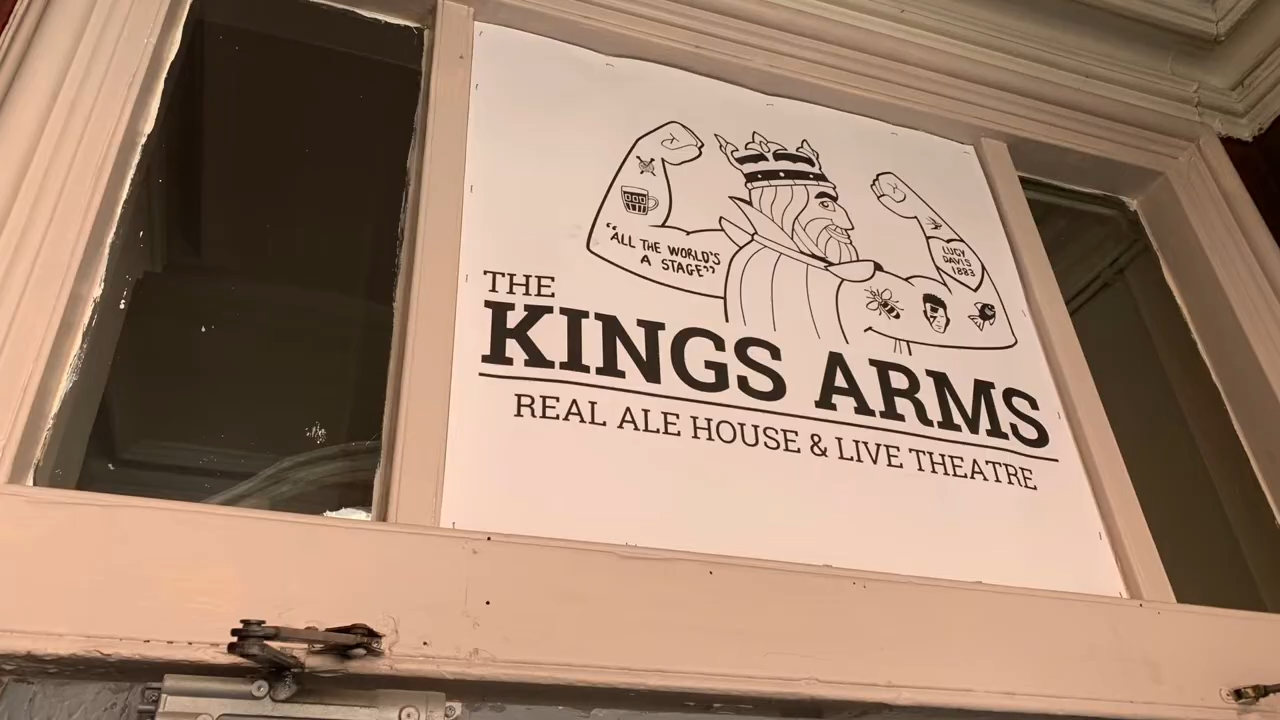 “ALL THE WORLD'S
A STAGE”
LUCY
DAVIS
1883
THE
KINGS ARMS
REAL ALE HOUSE & LIVE THEATRE